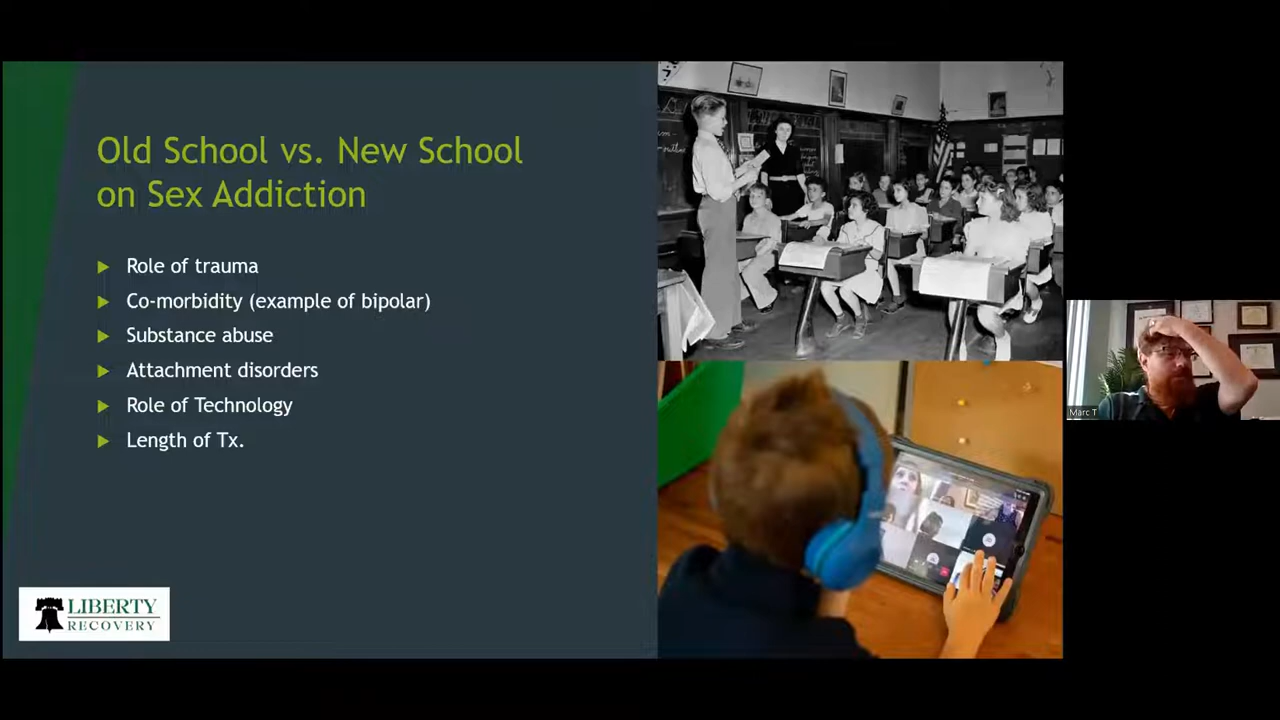 Old School vs. New School
on Sex Addiction
Role of trauma
Co-morbidity (example of bipolar)
Substance abuse
Attachment disorders
Role of Technology
Length of Tx.
LIBERTY
RECOVERY
Marc T